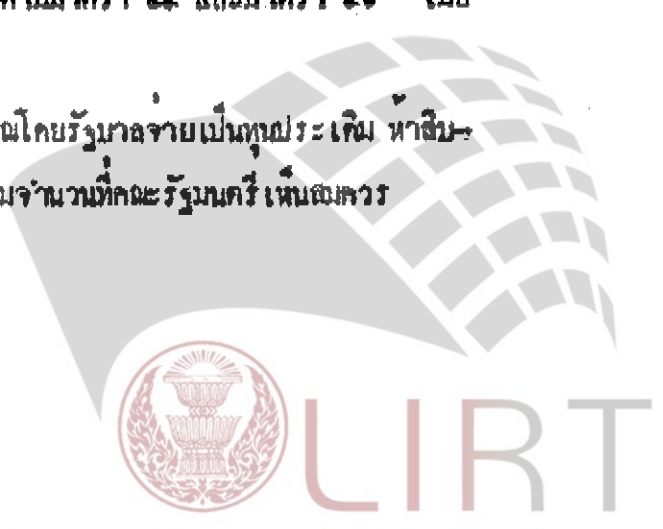 ณโดยรัฐบาลจ่ายเป็นทุนประเดิม ห้าสิบ-
มจำนวนที่คณะรัฐมนตรีเห็นสมควร
LIRT